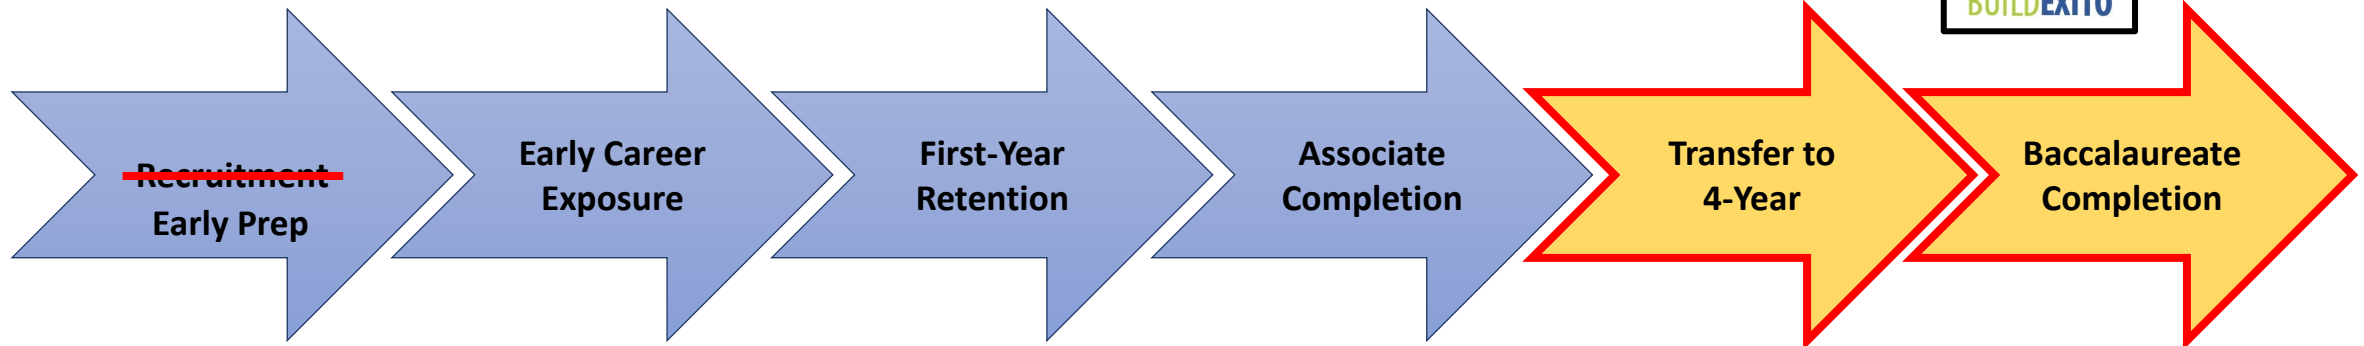 BUILDEXITO
Recruitment
Early Prep
Early Career
Exposure
First-Year
Retention
Associate
Completion
Transfer to
4-Year
Baccalaureate
Completion